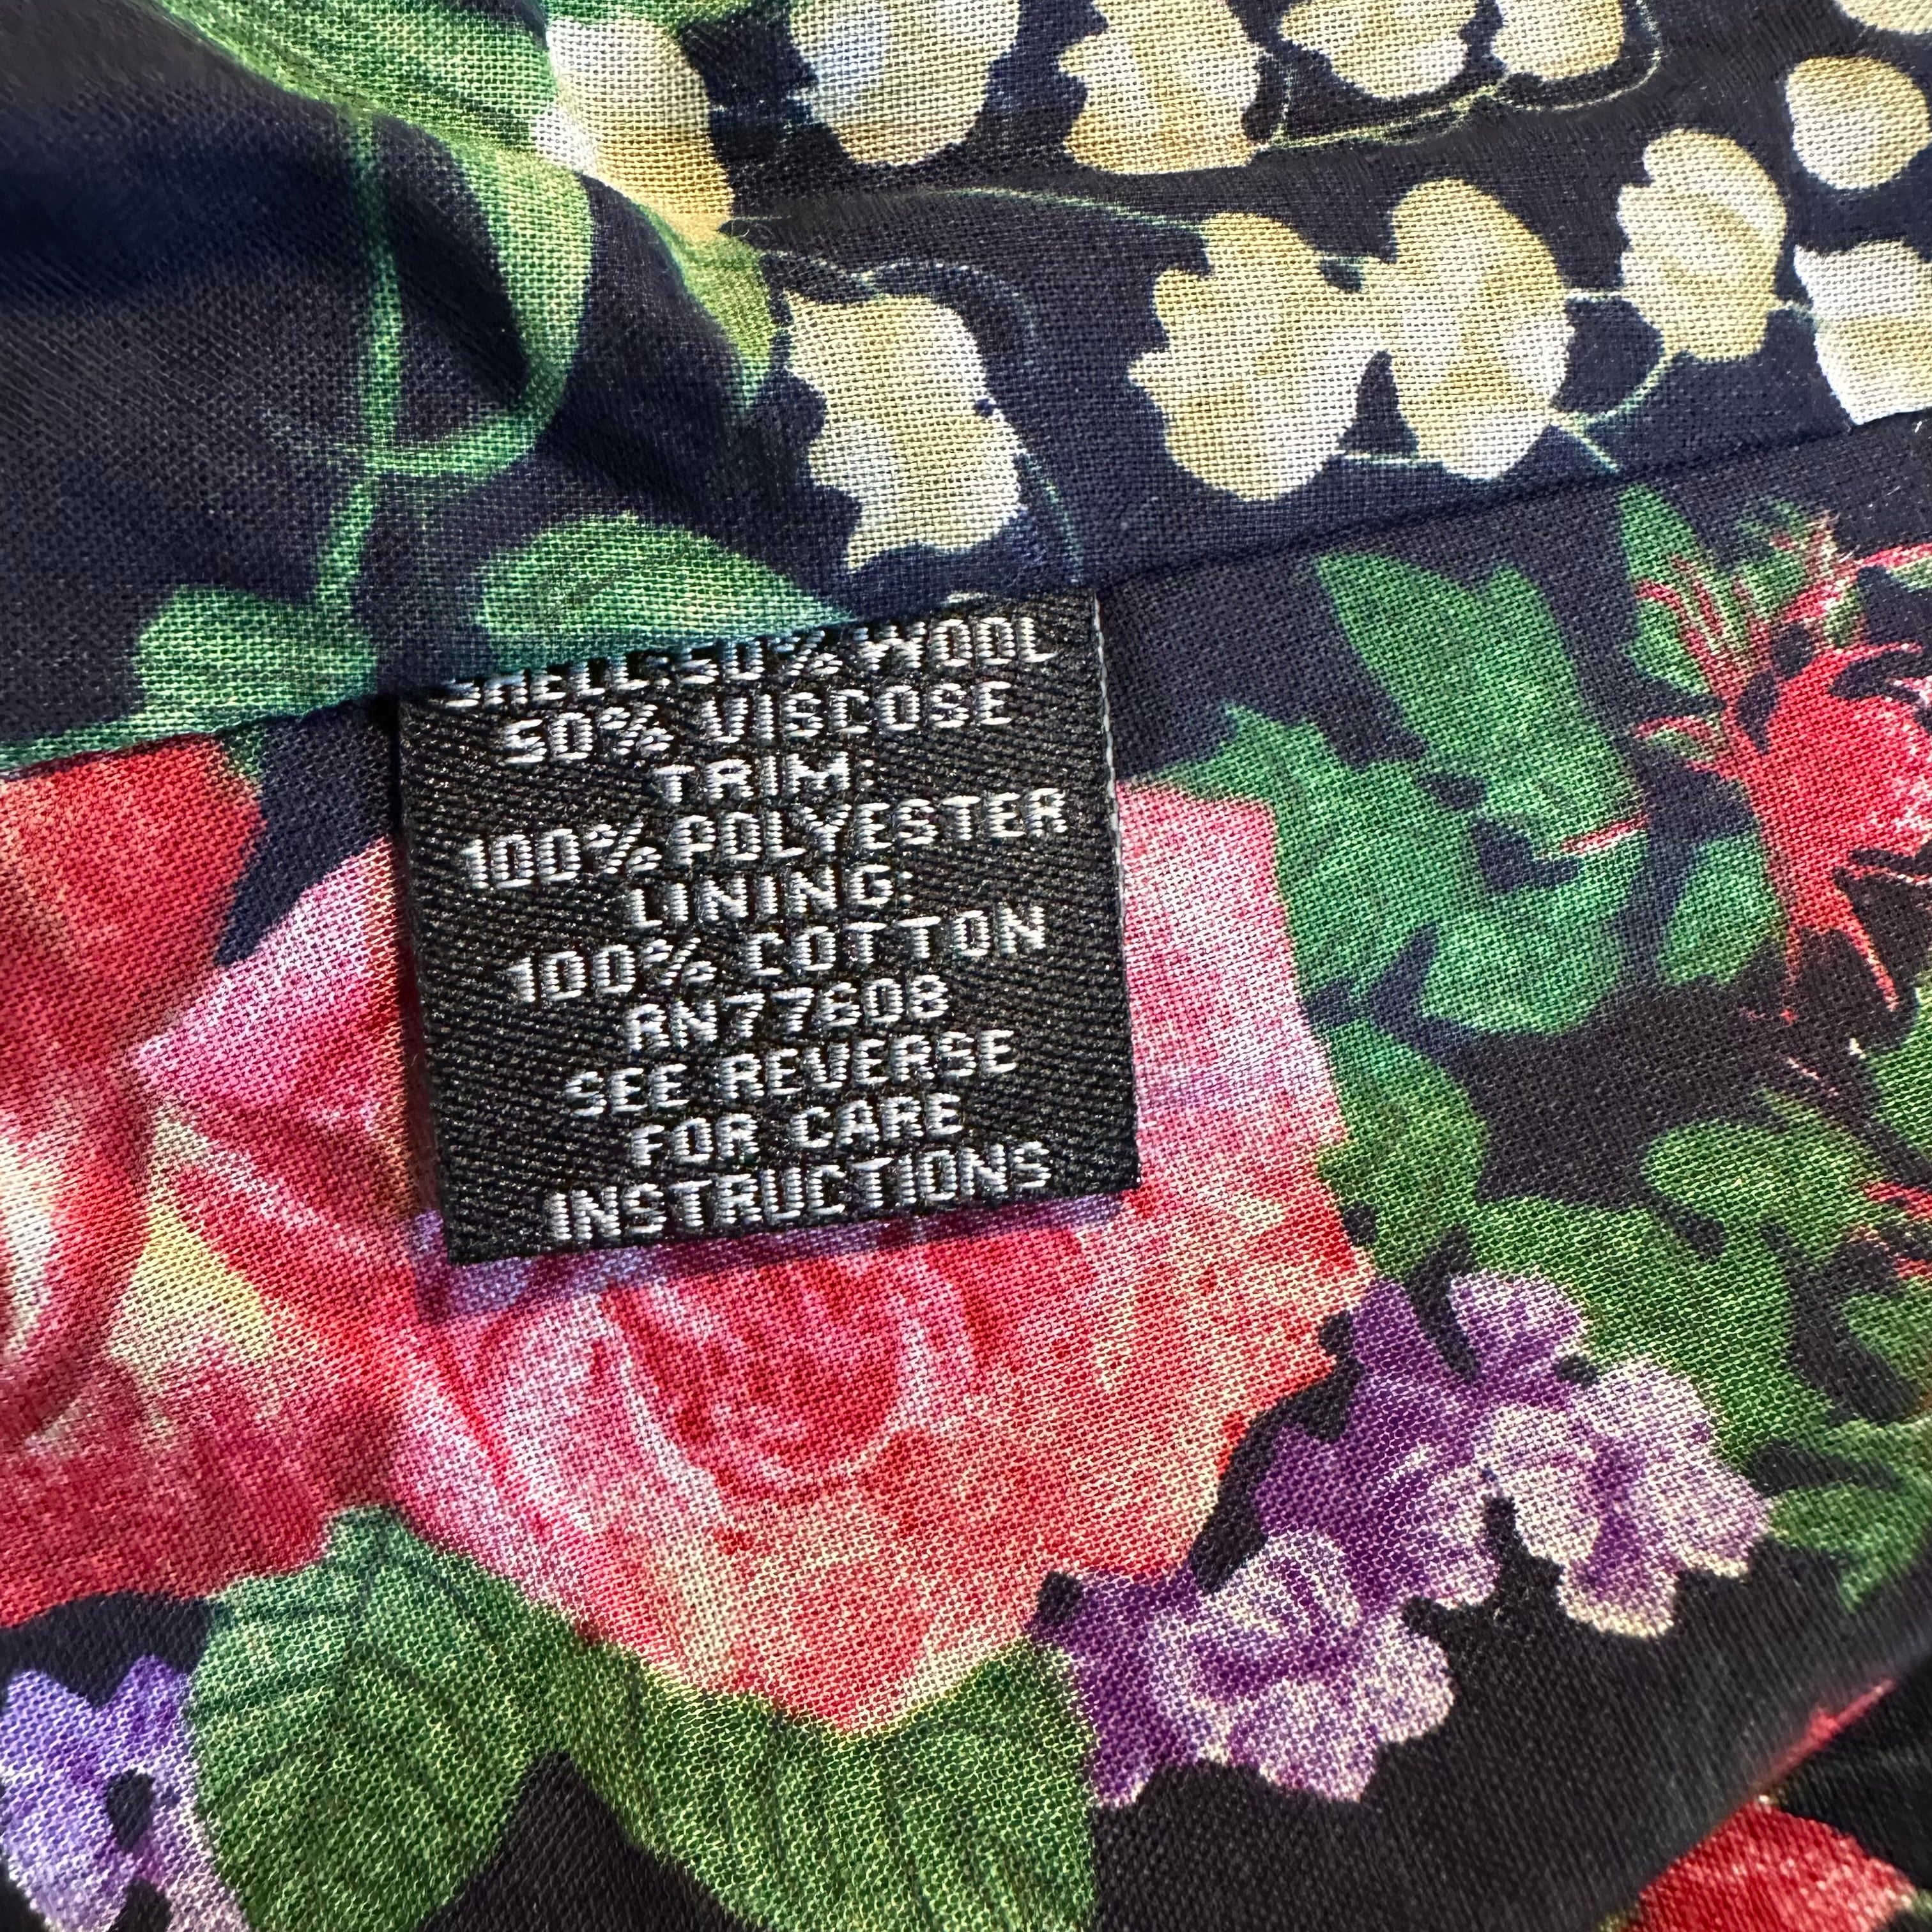 SHELL:50% WOOL
50% VISCOSE
TRIM:
100% POLYESTER
LINING:
100% COTTON
RN77608
SEE REVERSE
FOR CARE
INSTRUCTIONS